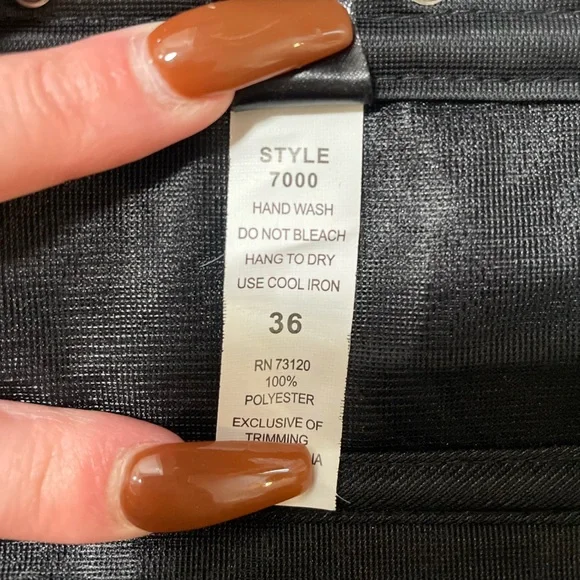 STYLE
7000
HAND WASH
DO NOT BLEACH
HANG TO DRY
USE COOL IRON
36
RN 73120
100%
POLYESTER
EXCLUSIVE OF
TRIMMING